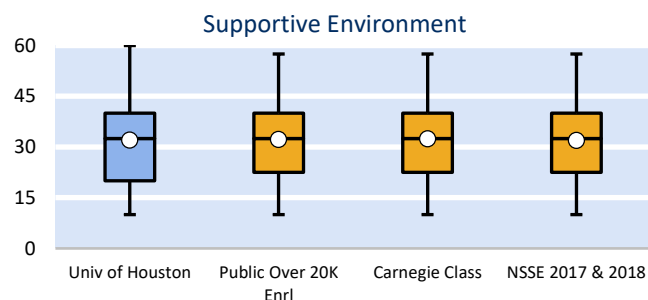 Supportive Environment
60
45
30
15
0
Univ of Houston
Public Over 20K
Enrl
Carnegie Class
NSSE 2017 & 2018